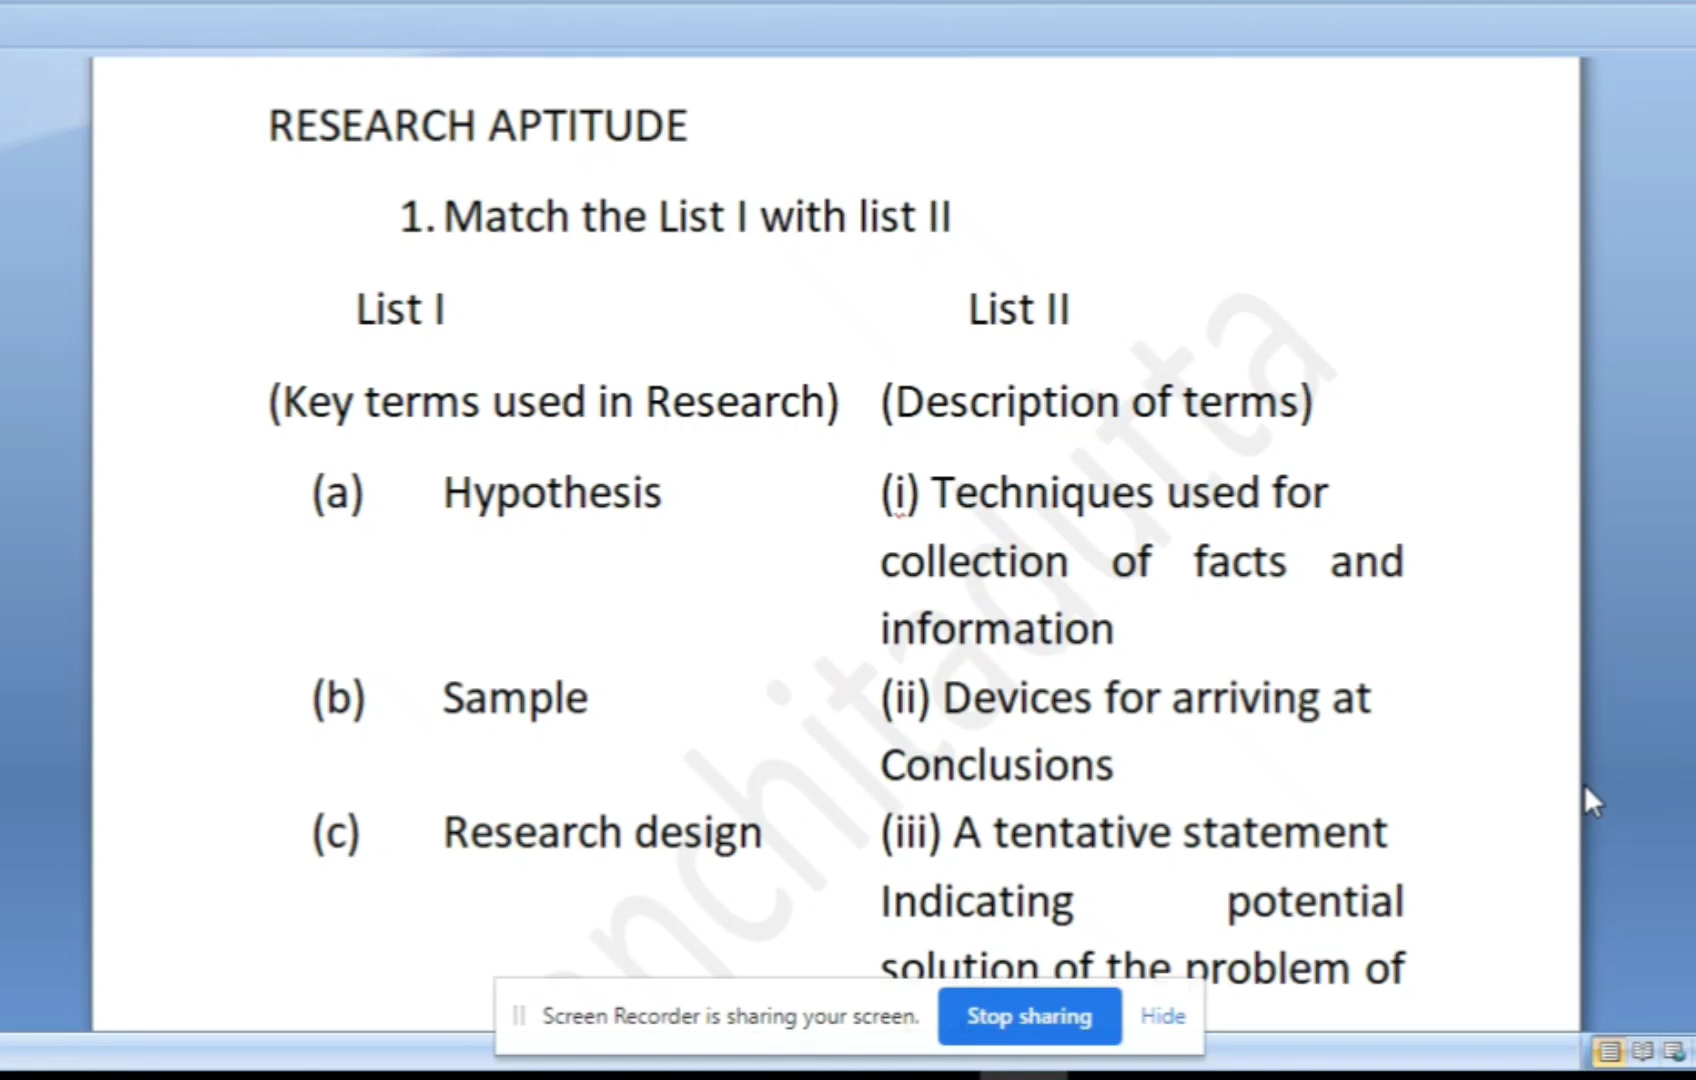 RESEARCH APTITUDE
1. Match the List I with list II
List I List II
(Key terms used in Research) (Description of terms)
(a) Hypothesis (i) Techniques used for
collection of facts and
information
(b) Sample (ii) Devices for arriving at
Conclusions
(c) Research design (iii) A tentative statement
Indicating potential
solution of the problem of
Screen Recorder is sharing your screen. Stop sharing Hide